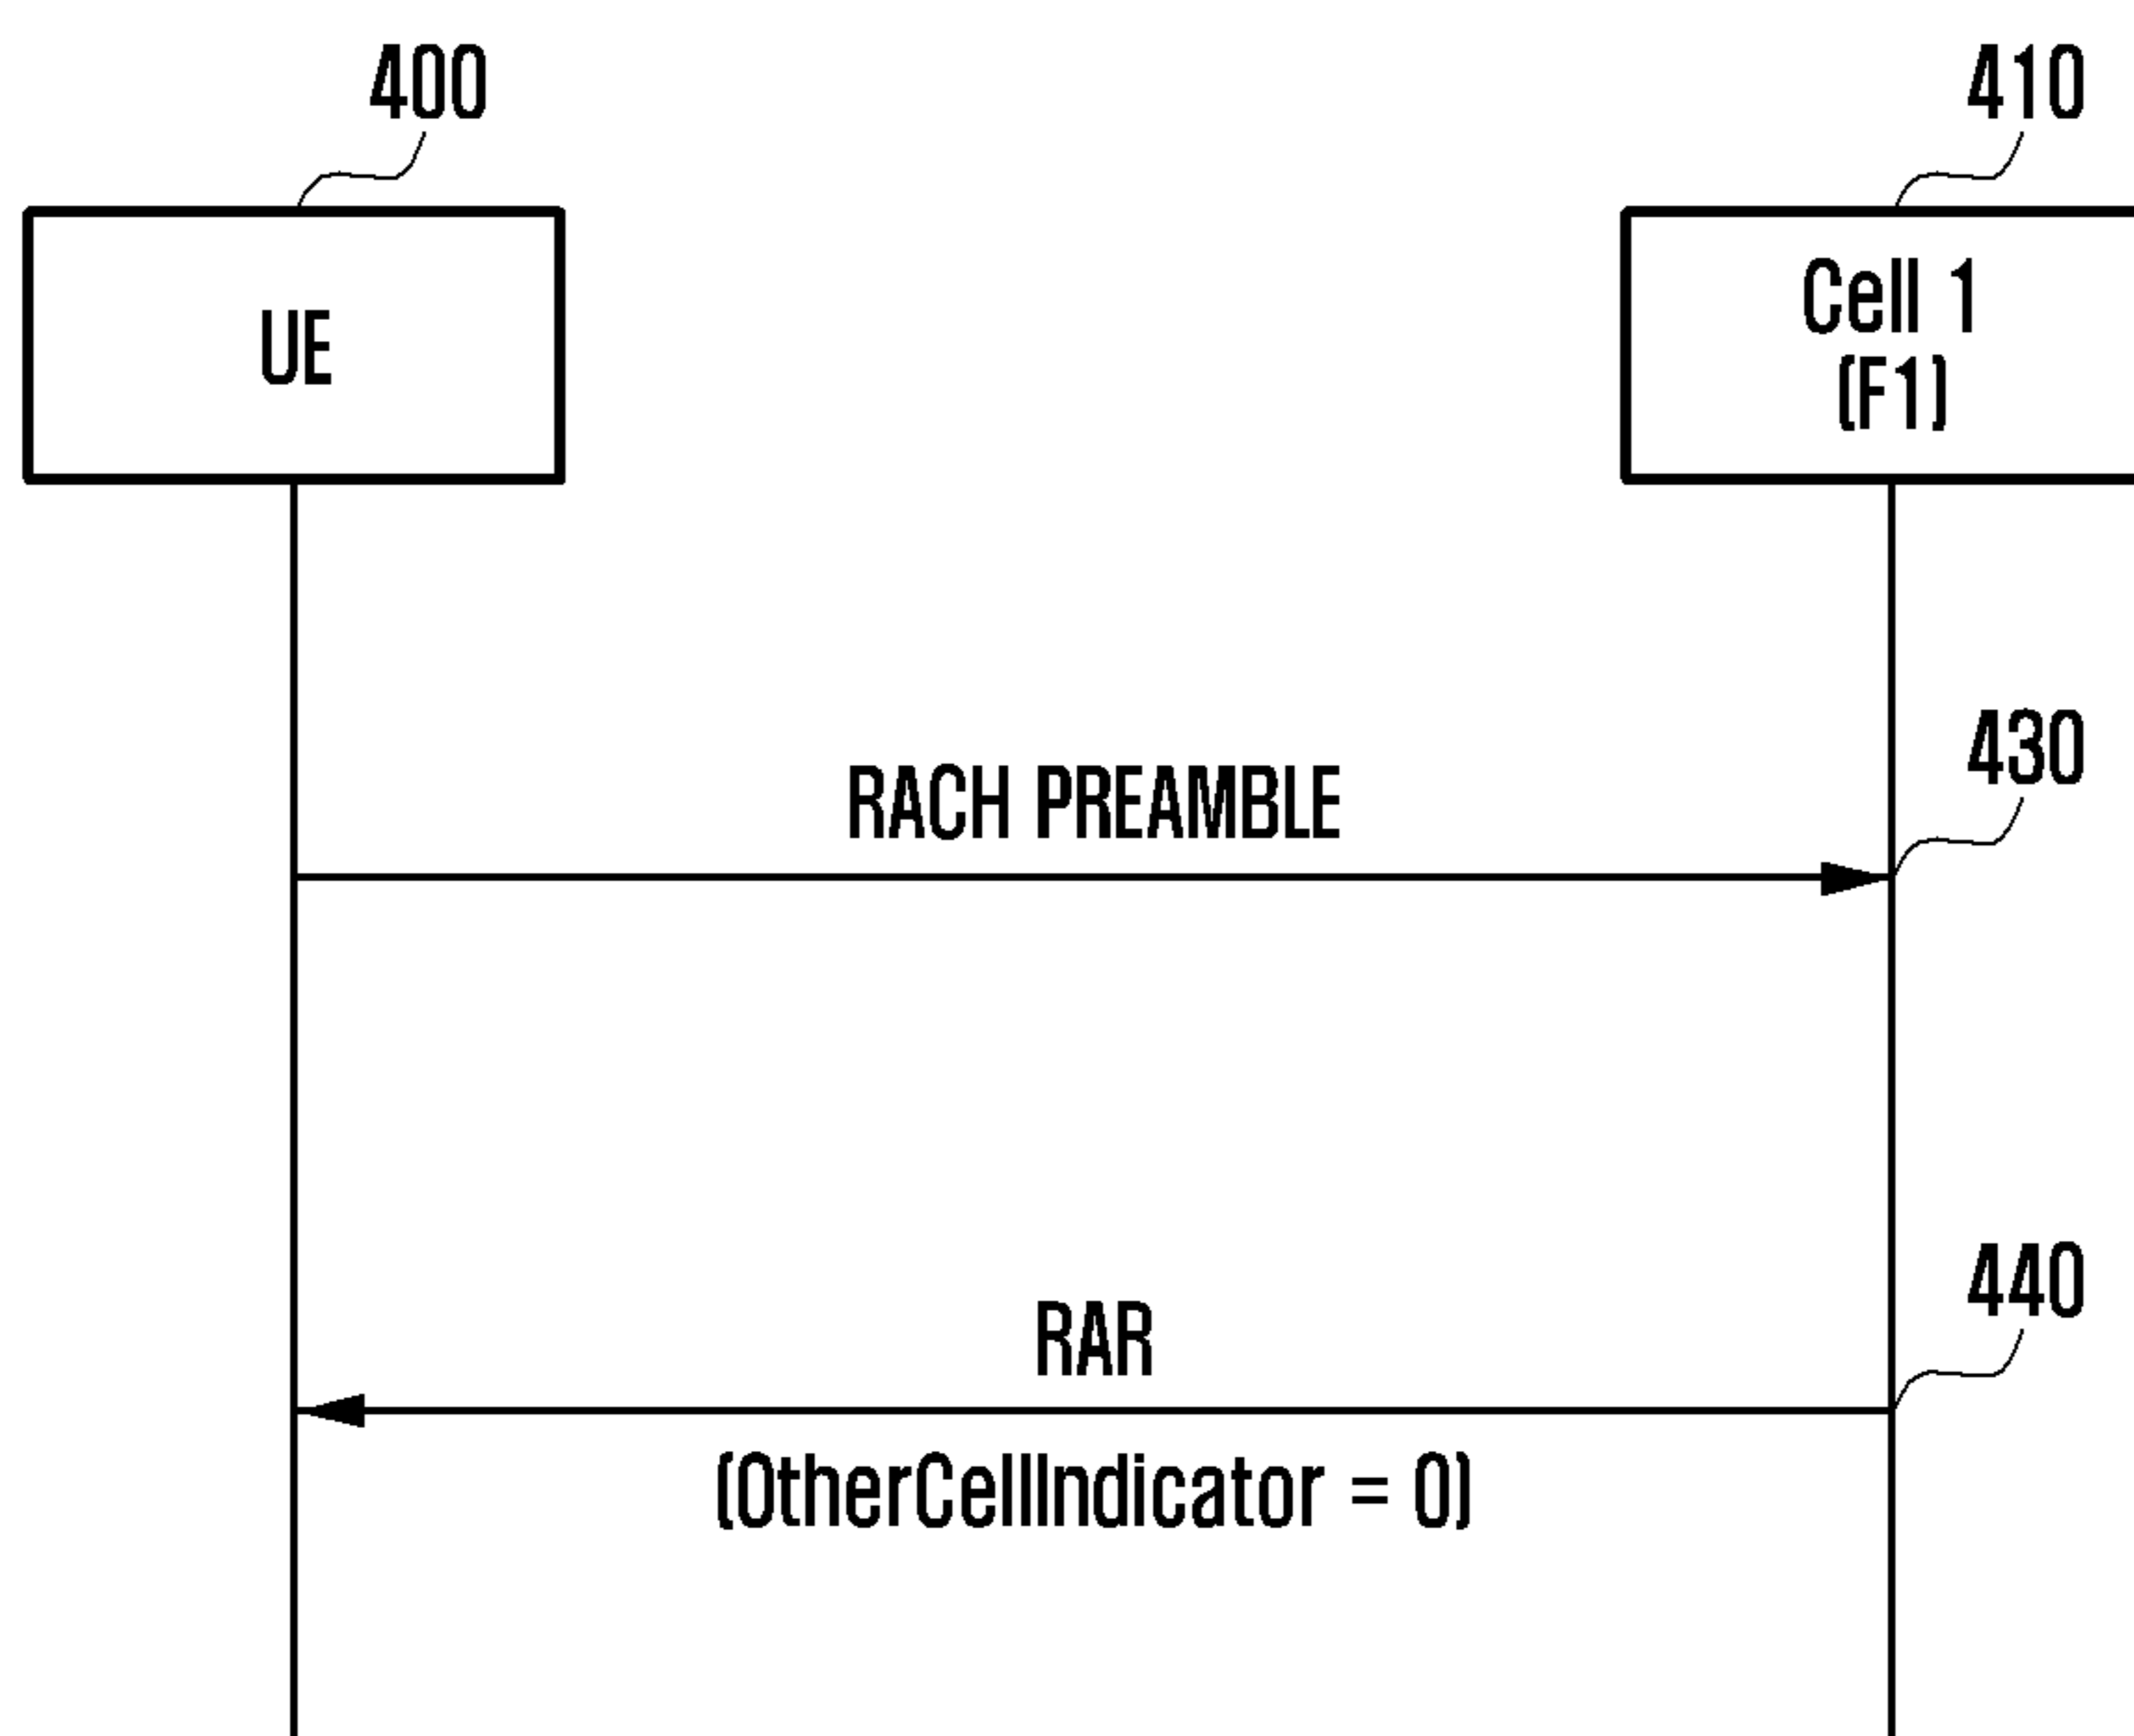 400
410
UE
Cell 1
(F1)
RACH PREAMBLE
430
RAR
440
(OtherCellIndicator = 0)